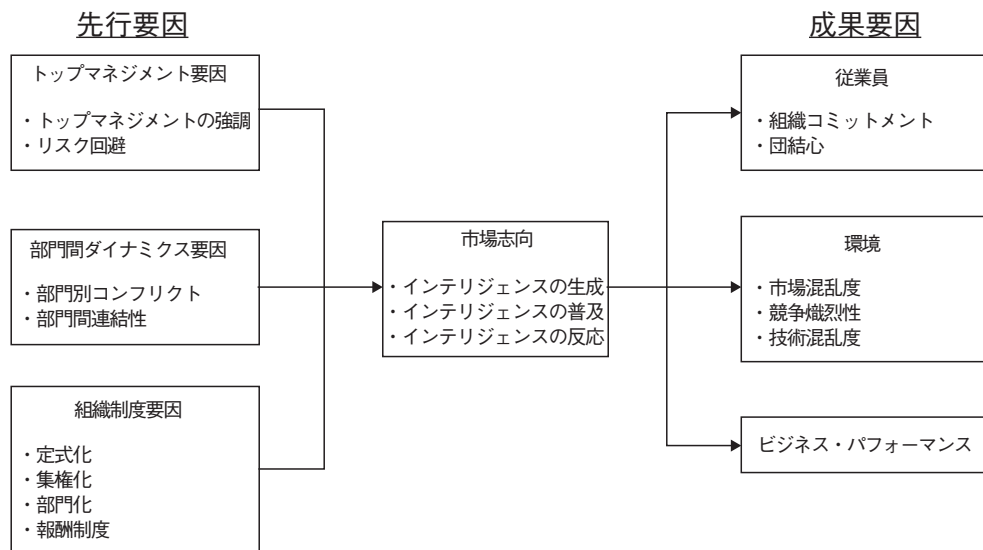 先行要因
トップマネジメント要因
・トップマネジメントの強調
・リスク回避
部門間ダイナミクス要因
・部門別コンフリクト
・部門間連結性
組織制度要因
・定式化
・集権化
・部門化
・報酬制度
市場志向
・インテリジェンスの生成
・インテリジェンスの普及
・インテリジェンスの反応
成果要因
従業員
・組織コミットメント
・団結心
環境
・市場混乱度
・競争熾烈性
・技術混乱度
ビジネス・パフォーマンス